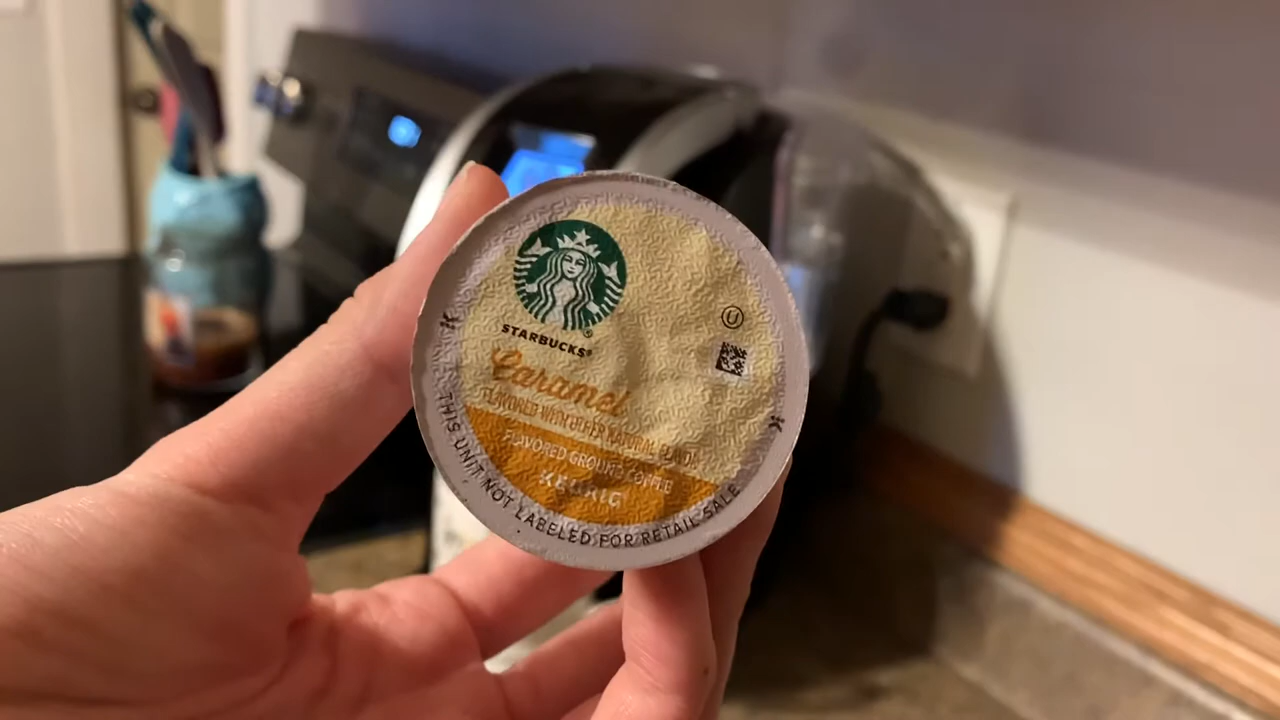 STARBUCKS®
Caramel
FLAVORED WITH OTHER NATURAL FLAVORS
FLAVORED GROUND COFFEE
KEURIG
THIS UNIT NOT LABELED FOR RETAIL SALE
U
K
K